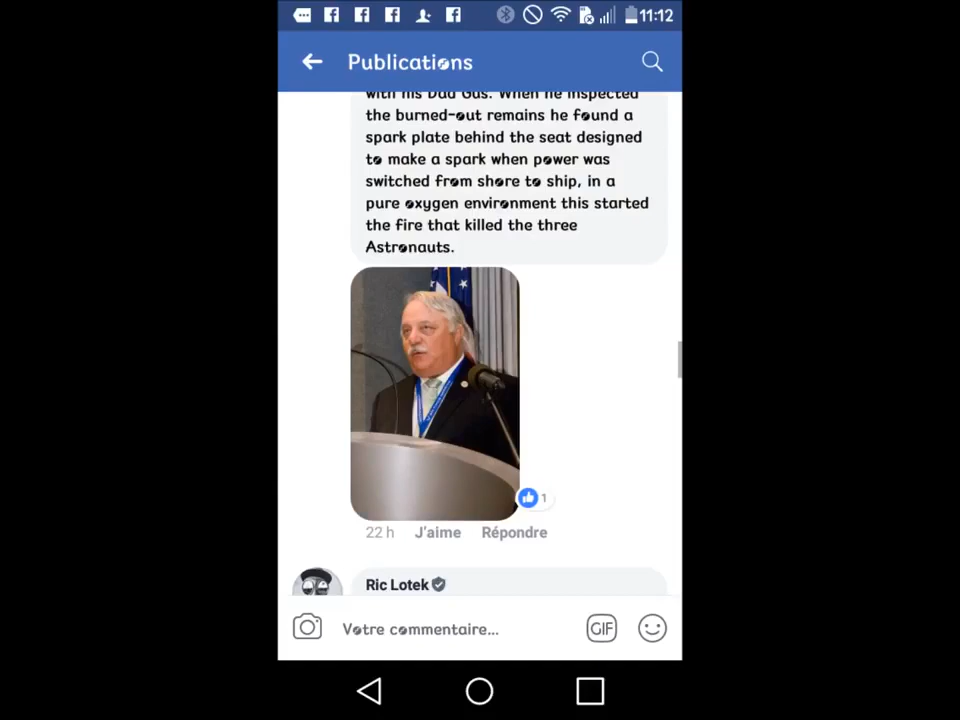 11:12
Publications
with his Dad Gus. When he inspected
the burned-out remains he found a
spark plate behind the seat designed
to make a spark when power was
switched from shore to ship, in a
pure oxygen environment this started
the fire that killed the three
Astronauts.
1
22 h J'aime Répondre
Ric Lotek
Votre commentaire... GIF